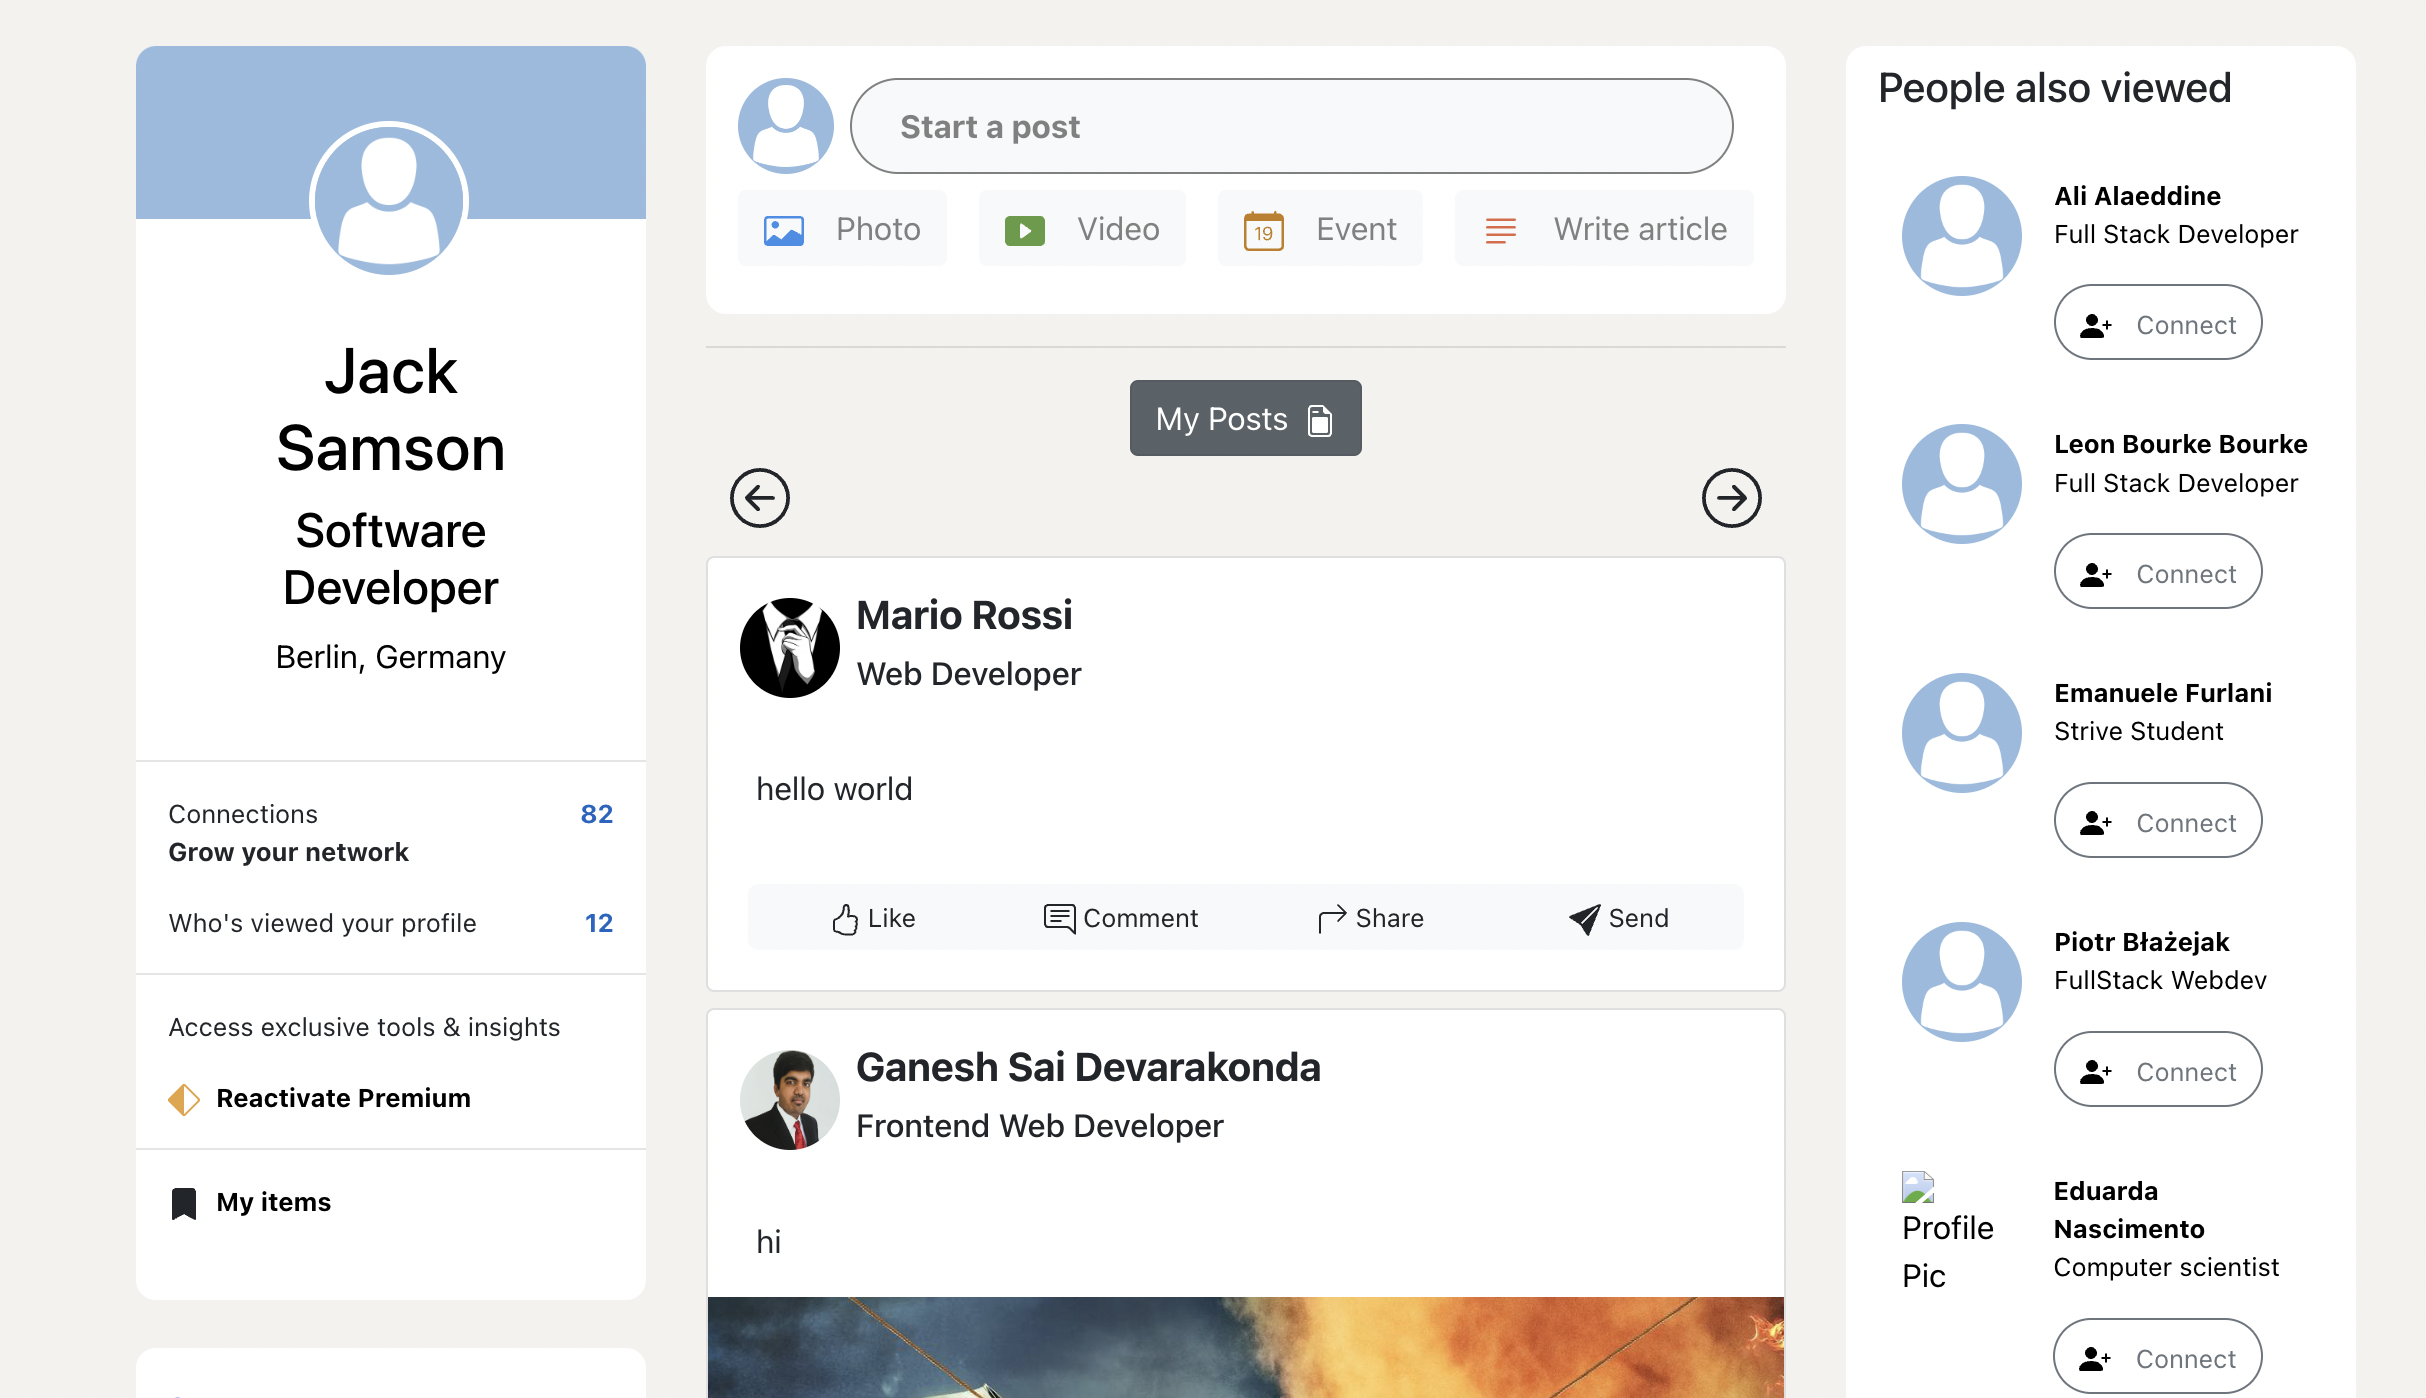 Jack
Samson
Software
Developer
Berlin, Germany
Connections 82
Grow your network
Who's viewed your profile 12
Access exclusive tools & insights
Reactivate Premium
My items
Start a post
Photo
Video
19
Event
Write article
My Posts
Mario Rossi
Web Developer
hello world
Like
Comment
Share
Send
Ganesh Sai Devarakonda
Frontend Web Developer
hi
People also viewed
Ali Alaeddine
Full Stack Developer
Connect
Leon Bourke Bourke
Full Stack Developer
Connect
Emanuele Furlani
Strive Student
Connect
Piotr Błażejak
FullStack Webdev
Connect
Profile
Pic
Eduarda
Nascimento
Computer scientist
Connect